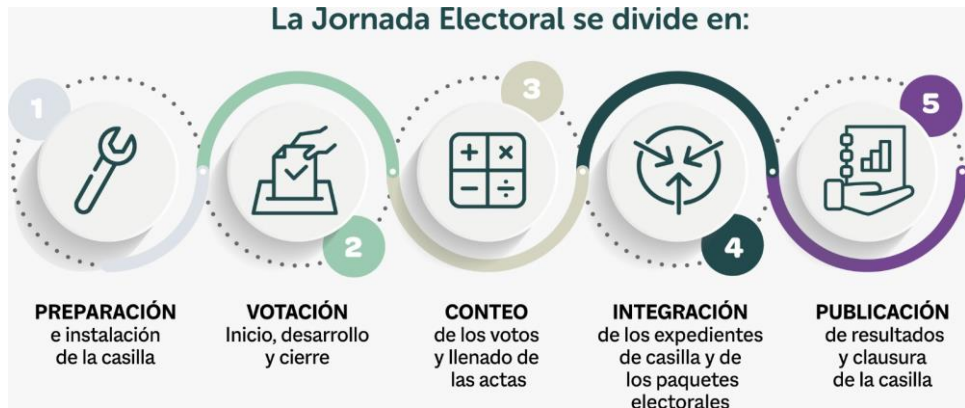 La Jornada Electoral se divide en:
1
PREPARACIÓN
e instalación
de la casilla
2
VOTACIÓN
Inicio, desarrollo
y cierre
3
CONTEO
de los votos
y llenado de
las actas
4
INTEGRACIÓN
de los expedientes
de casilla y de
los paquetes
electorales
5
PUBLICACIÓN
de resultados
y clausura
de la casilla